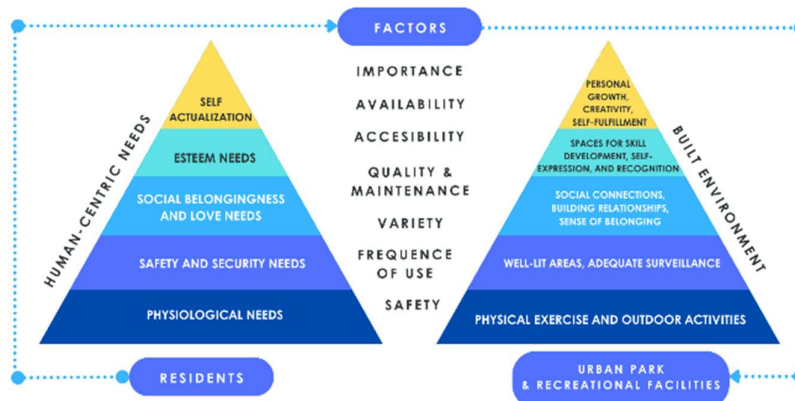 FACTORS
IMPORTANCE
AVAILABILITY
ACCESIBILITY
QUALITY &
MAINTENANCE
VARIETY
FREQUENCE
OF USE
SAFETY
HUMAN-CENTRIC NEEDS
SELF
ACTUALIZATION
ESTEEM NEEDS
SOCIAL BELONGINGNESS
AND LOVE NEEDS
SAFETY AND SECURITY NEEDS
PHYSIOLOGICAL NEEDS
RESIDENTS
BUILT ENVIRONMENT
PERSONAL
GROWTH,
CREATIVITY,
SELF-FULFILLMENT
SPACES FOR SKILL
DEVELOPMENT, SELF-
EXPRESSION, AND RECOGNITION
SOCIAL CONNECTIONS,
BUILDING RELATIONSHIPS,
SENSE OF BELONGING
WELL-LIT AREAS, ADEQUATE SURVEILLANCE
PHYSICAL EXERCISE AND OUTDOOR ACTIVITIES
URBAN PARK
& RECREATIONAL FACILITIES